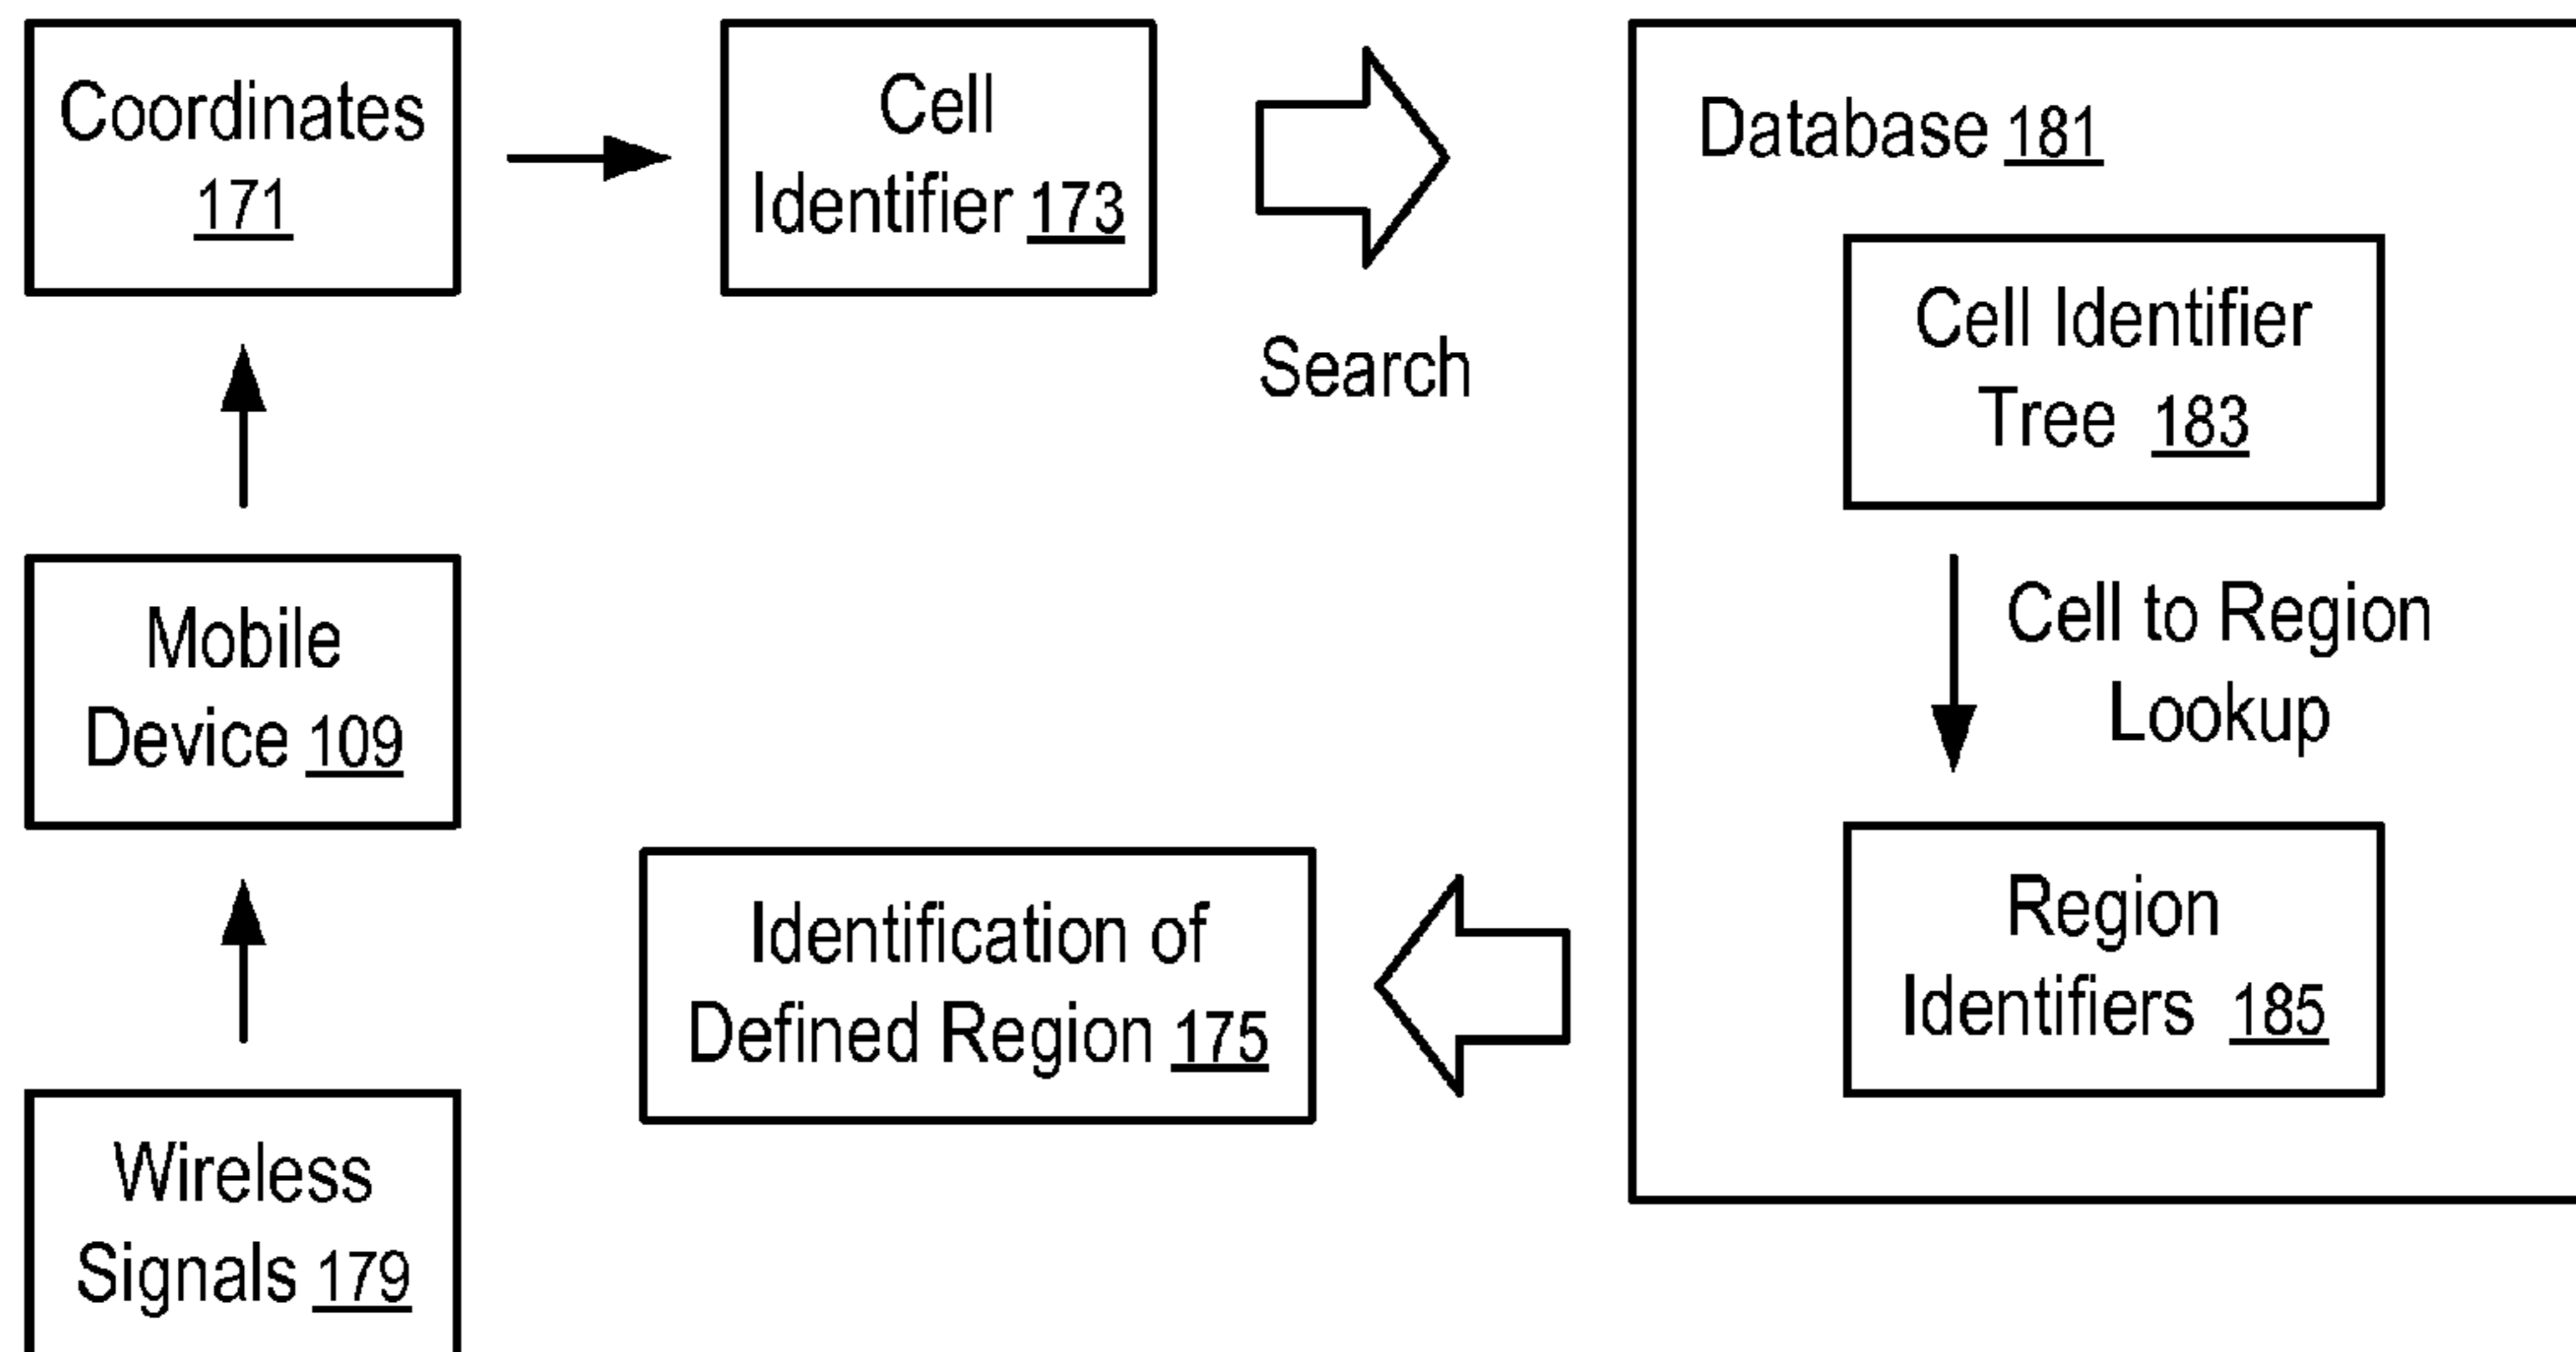 Coordinates
171
Cell
Identifier 173
Search
Database 181
Cell Identifier
Tree 183
Cell to Region
Lookup
Region
Identifiers 185
Mobile
Device 109
Identification of
Defined Region 175
Wireless
Signals 179